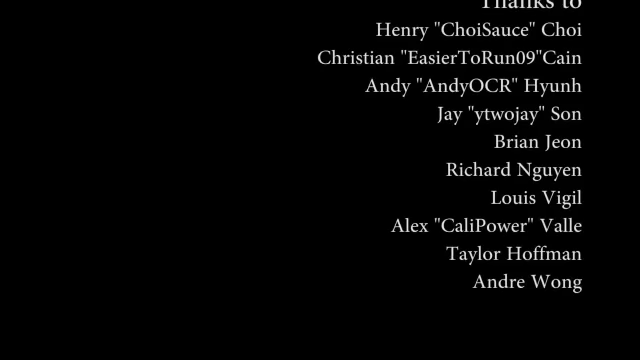 Thanks to
Henry "ChoiSauce" Choi
Christian "EasierToRun09"Cain
Andy "AndyOCR" Hyunh
Jay "ytwojay" Son
Brian Jeon
Richard Nguyen
Louis Vigil
Alex "CaliPower" Valle
Taylor Hoffman
Andre Wong